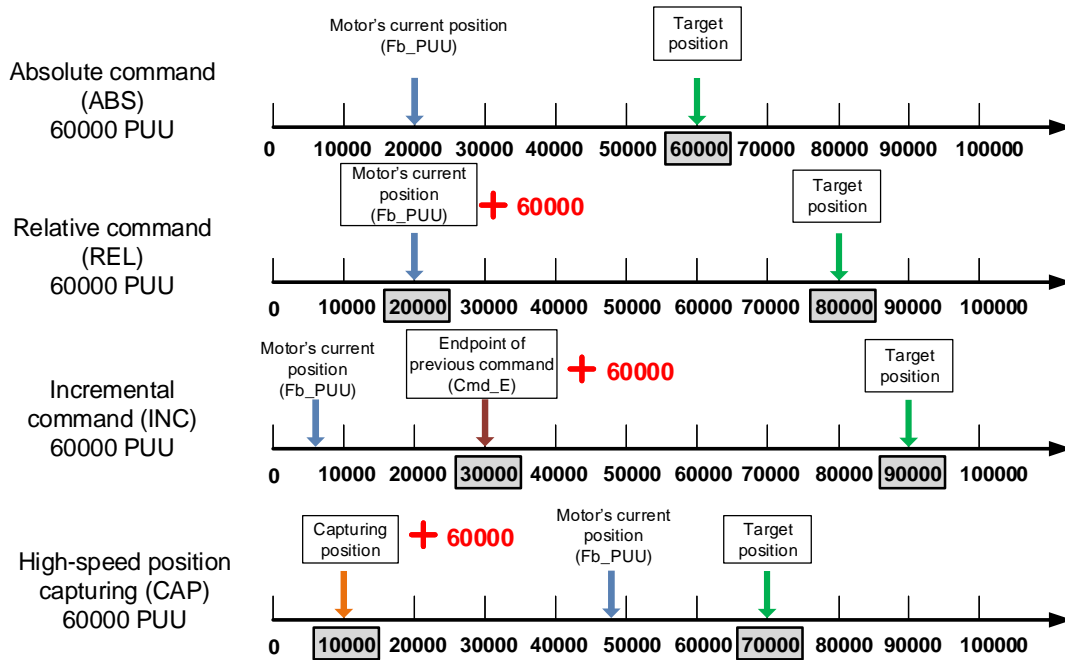 Absolute command
(ABS)
60000 PUU
Motor's current position
(Fb_PUU)
Target
position
0 10000 20000 30000 40000 50000 60000 70000 80000 90000 100000
Relative command
(REL)
60000 PUU
Motor's current
position
(Fb_PUU)
+ 60000
Target
position
0 10000 20000 30000 40000 50000 60000 70000 80000 90000 100000
Incremental
command (INC)
60000 PUU
Motor's current
position
(Fb_PUU)
Endpoint of
previous command
(Cmd_E)
+ 60000
Target
position
0 10000 20000 30000 40000 50000 60000 70000 80000 90000 100000
High-speed position
capturing (CAP)
60000 PUU
Capturing
position
+ 60000
Motor's current
position
(Fb_PUU)
Target
position
0 10000 20000 30000 40000 50000 60000 70000 80000 90000 100000